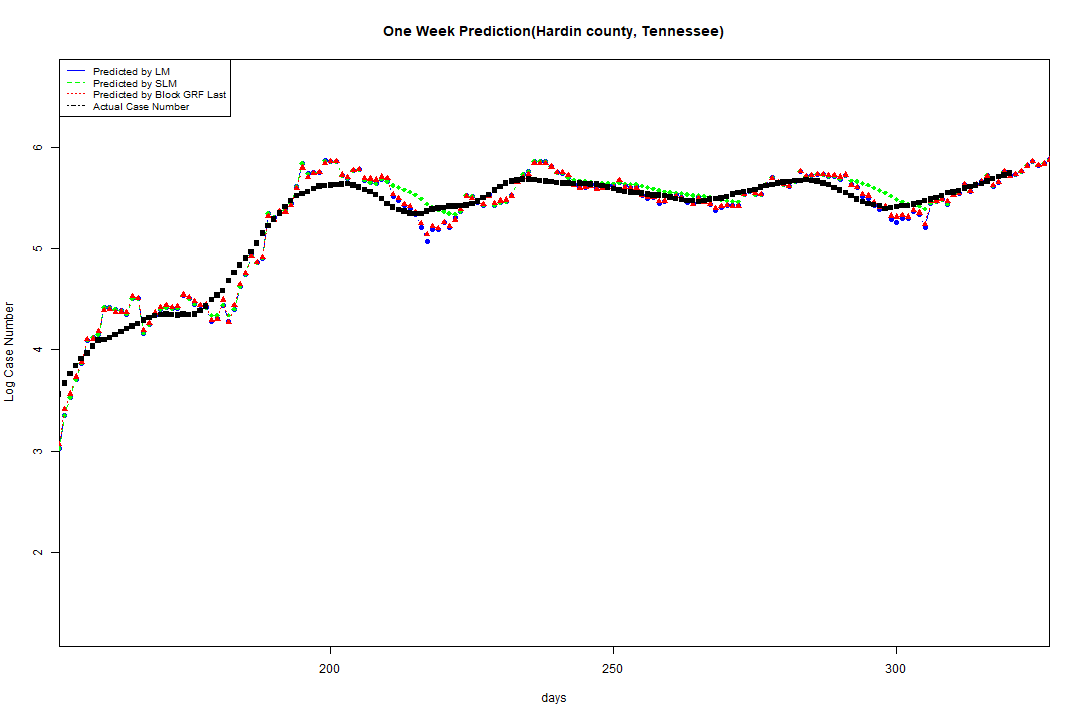 One Week Prediction(Hardin county, Tennessee)
Predicted by LM
Predicted by SLM
Predicted by Block GRF Last
Actual Case Number
6
5
4
3
2
Log Case Number
200 250 300
days